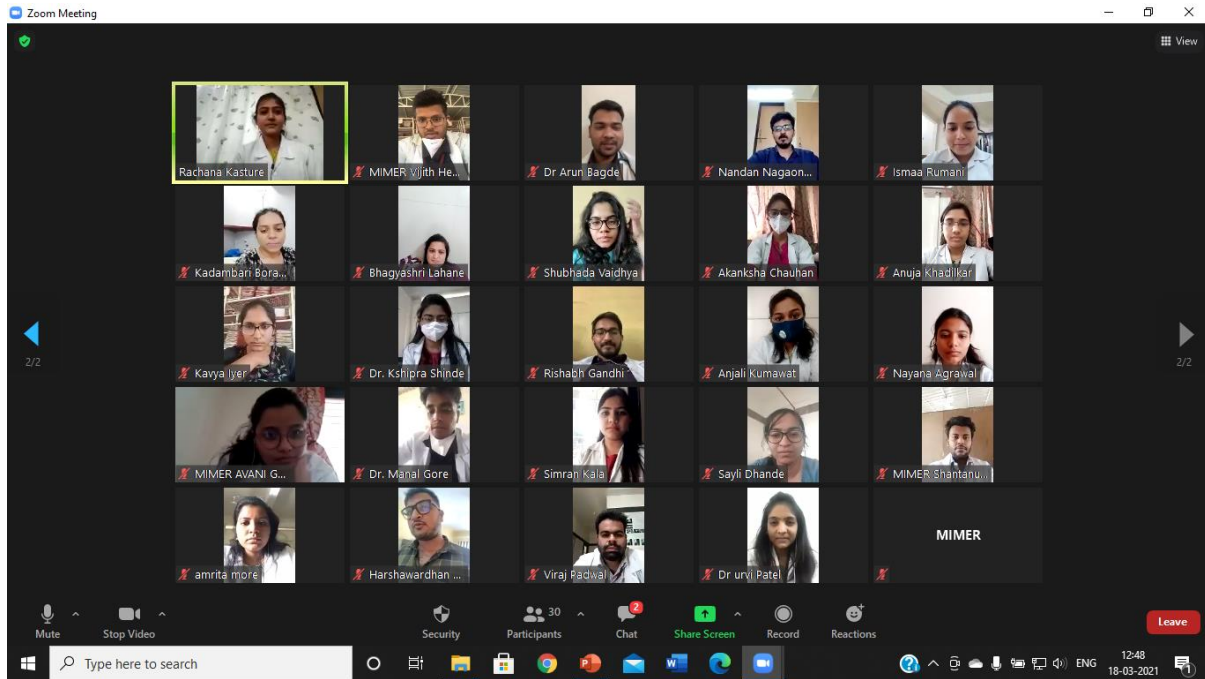 Zoom Meeting
View
Rachana Kasture
MIMER Vijith He...
Dr Arun Bagde
Nandan Nagaon...
Ismaa Rumani
Kadambari Bora...
Bhagyashri Lahane
Shubhada Vaidhya
Akanksha Chauhan
Anuja Khadilkar
Kavya Iyer
Dr. Kshipra Shinde
Rishabh Gandhi
Anjali Kumawat
Nayana Agrawal
2/2
2/2
MIMER AVANI G...
Dr. Manal Gore
Simran Kala
Sayli Dhande
MIMER Shantanu...
amrita more
Harshawardhan ...
Viraj Padwal
Dr urvi Patel
MIMER
Mute
Stop Video
Security
30
Participants
2
Chat
Share Screen
Record
Reactions
Leave
Type here to search
ENG
12:48
18-03-2021
1